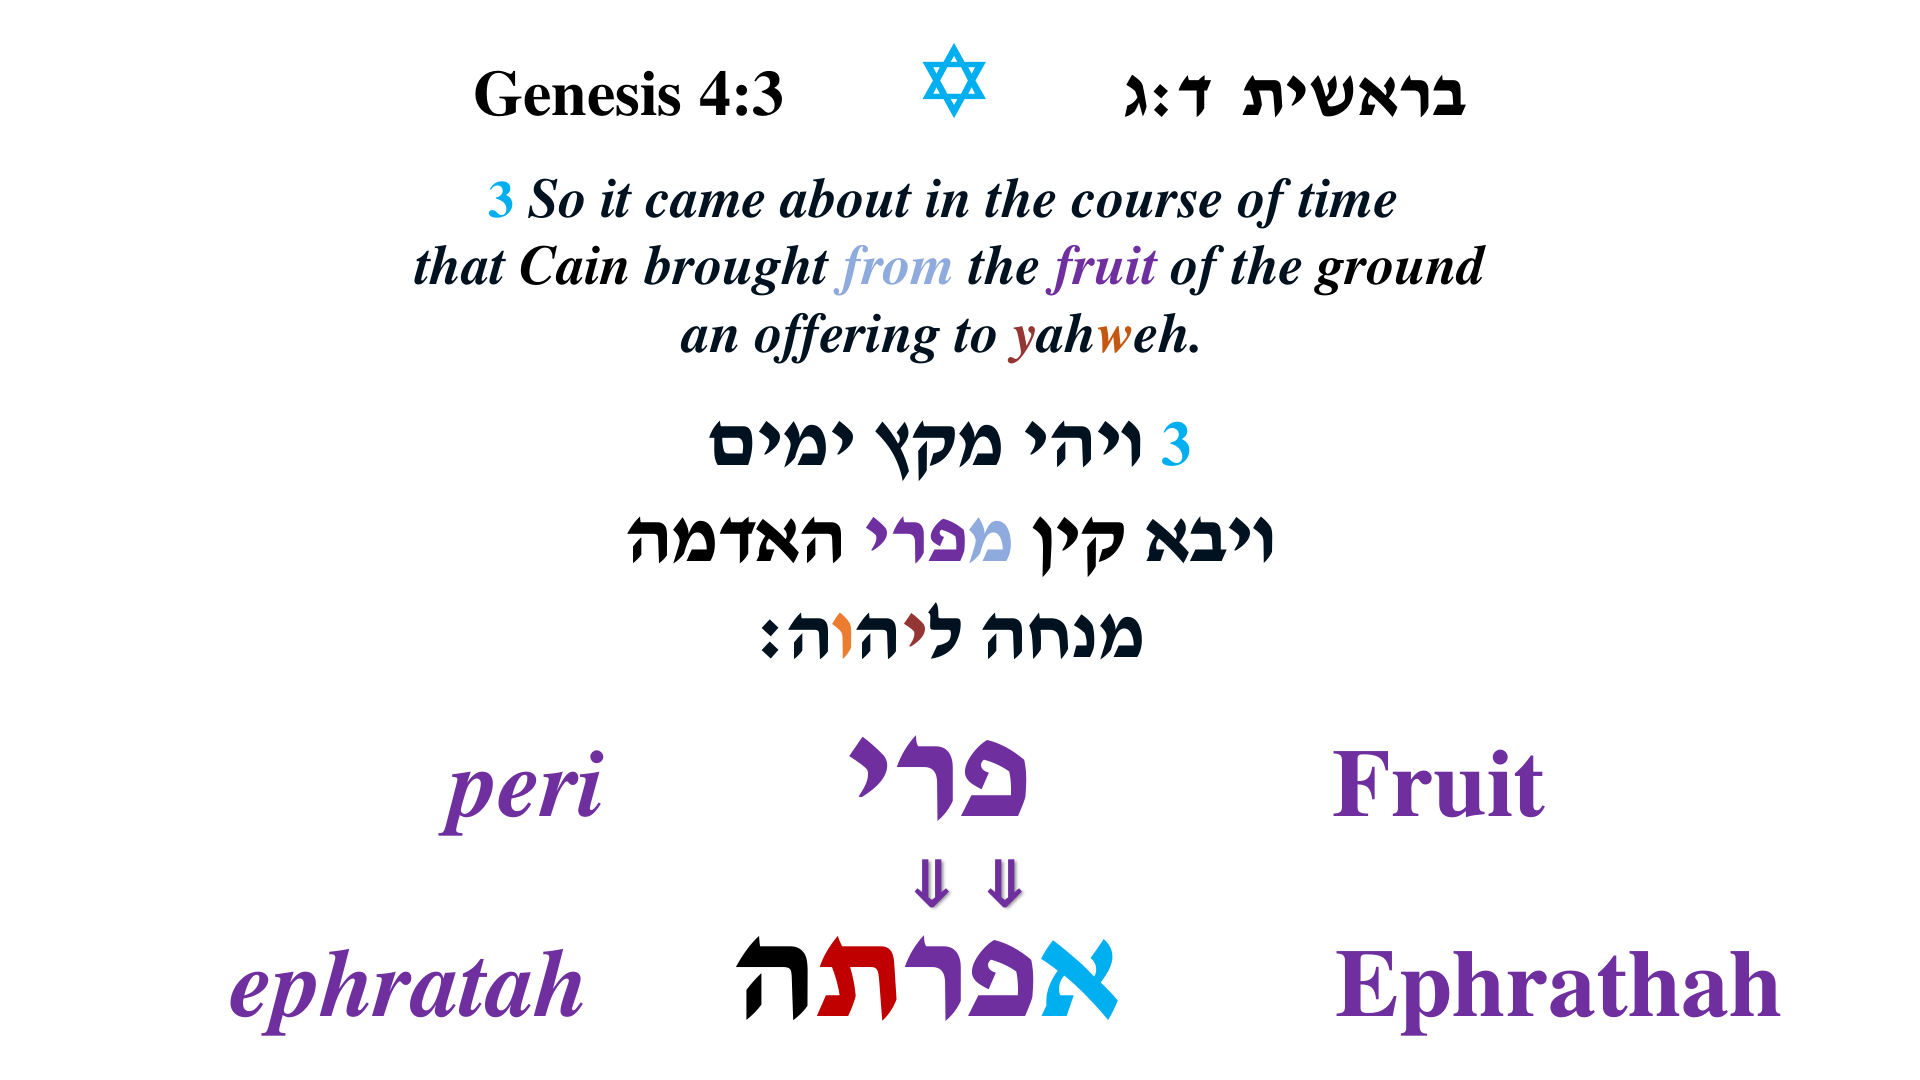 Genesis 4:3 ✡ בראשית ד:ג
3 So it came about in the course of time
that Cain brought from the fruit of the ground
an offering to yahweh.
3 ויהי מקץ ימים
ויבא קין מפרי האדמה
מנחה ליהוה:
peri פרי Fruit
⇓ ⇓
ephratah אפרתה Ephrathah